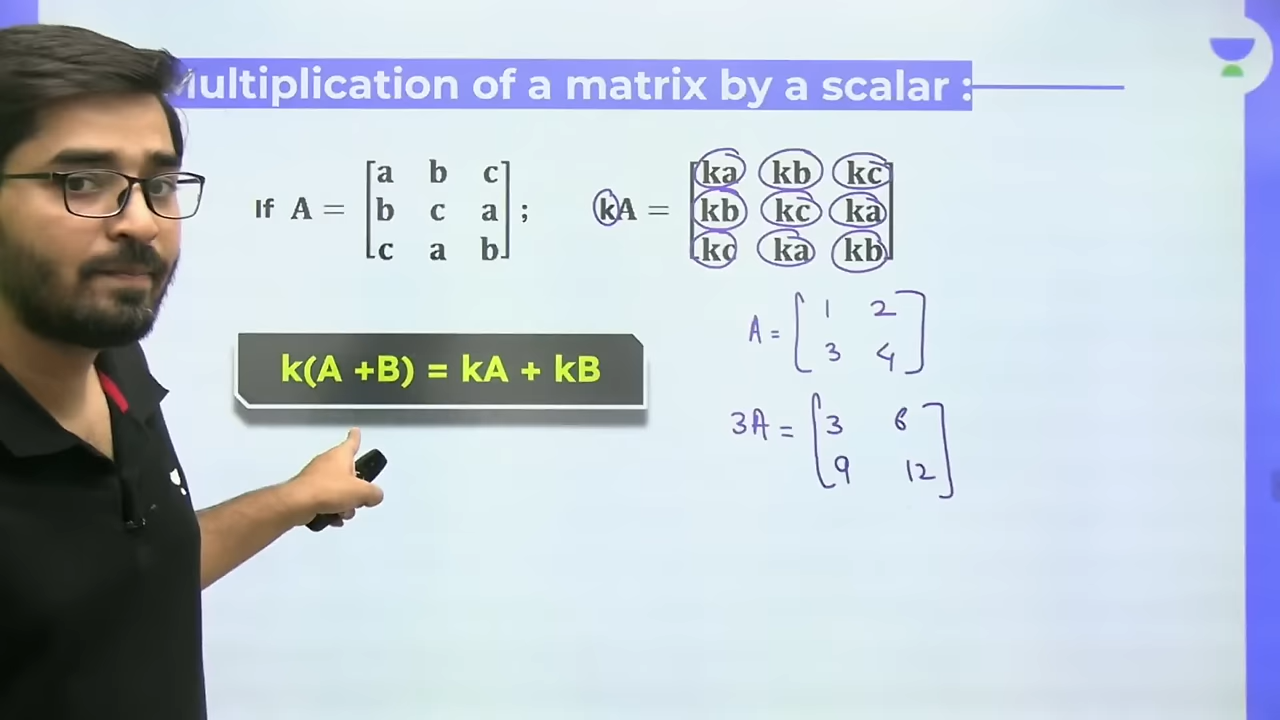 Multiplication of a matrix by a scalar :
If A = [a b c
b c a
c a b] ; kA = [ka kb kc
kb kc ka
kc ka kb]
k(A +B) = kA + kB
A = [1 2
3 4]
3A = [3 6
9 12]